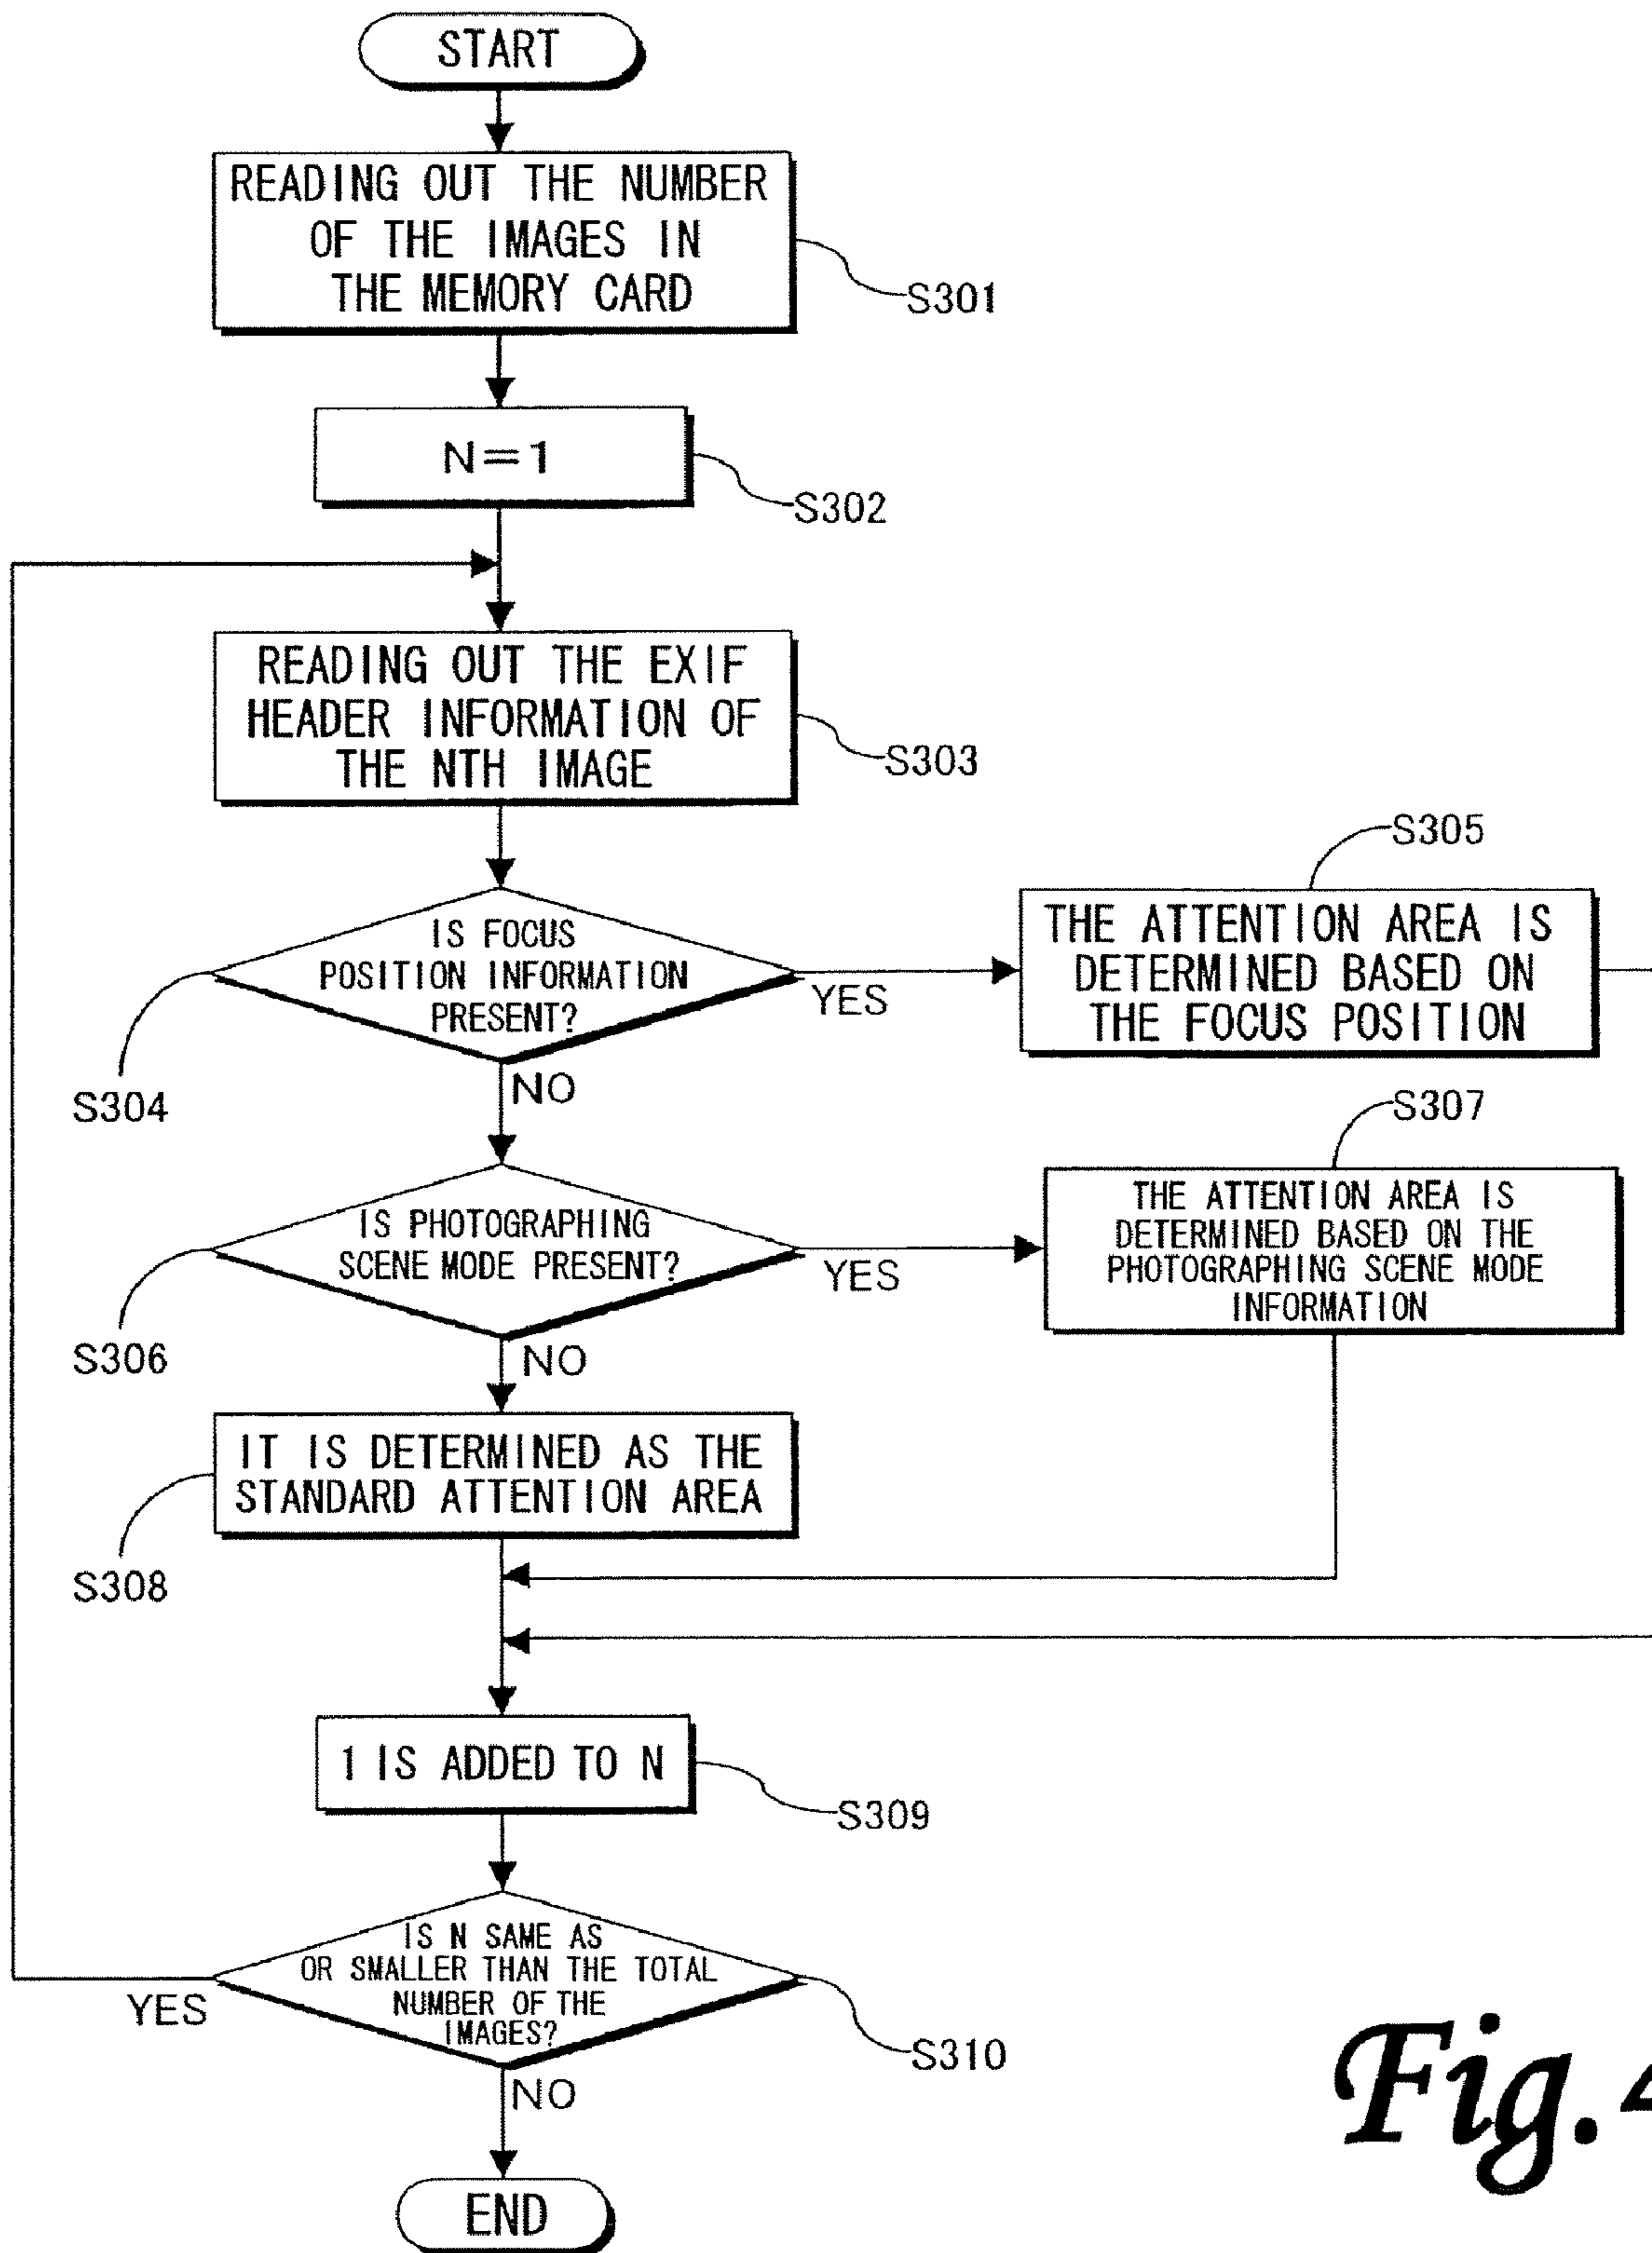 START
READING OUT THE NUMBER
OF THE IMAGES IN
THE MEMORY CARD
S301
N=1
S302
READING OUT THE EXIF
HEADER INFORMATION OF
THE NTH IMAGE
S303
IS FOCUS
POSITION INFORMATION
PRESENT?
S304
YES
NO
S305
THE ATTENTION AREA IS
DETERMINED BASED ON
THE FOCUS POSITION
IS PHOTOGRAPHING
SCENE MODE PRESENT?
S306
YES
NO
S307
THE ATTENTION AREA IS
DETERMINED BASED ON THE
PHOTOGRAPHING SCENE MODE
INFORMATION
IT IS DETERMINED AS THE
STANDARD ATTENTION AREA
S308
1 IS ADDED TO N
S309
IS N SAME AS
OR SMALLER THAN THE TOTAL
NUMBER OF THE
IMAGES?
YES
S310
NO
END
Fig.4